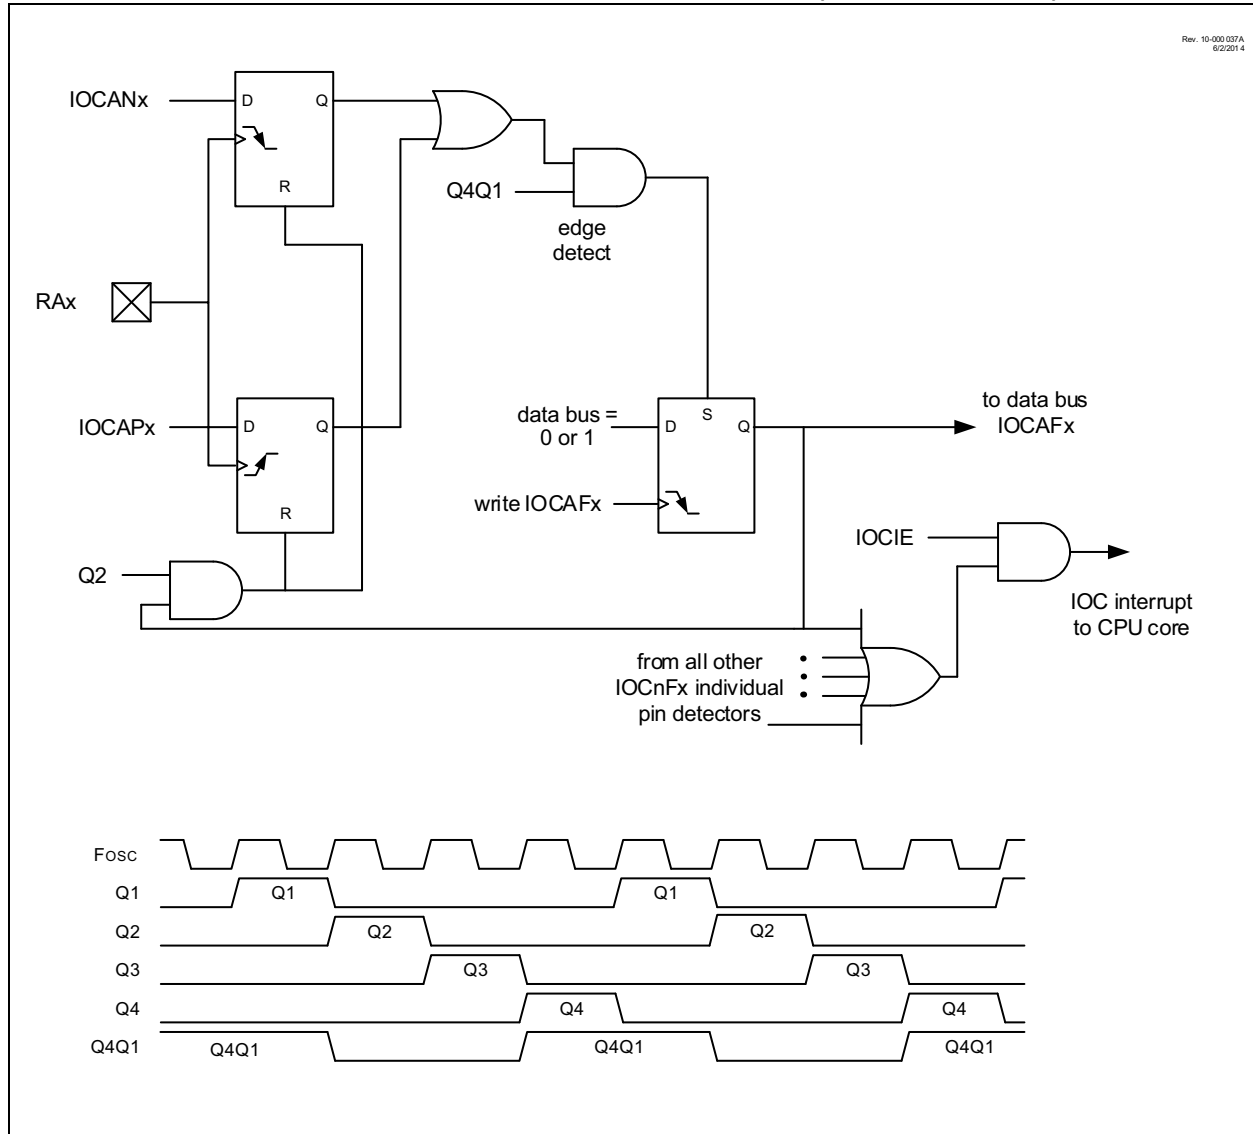 Rev. 10-000 037A
6/2/201 4
IOCANx
D
Q
R
Q4Q1
edge
detect
RAx
IOCAPx
D
Q
R
data bus =
0 or 1
D
S
Q
to data bus
IOCAFx
write IOCAFx
IOCIE
Q2
IOC interrupt
to CPU core
from all other
IOCnFx individual
pin detectors
FOSC
Q1
Q1
Q1
Q2
Q2
Q2
Q3
Q3
Q3
Q4
Q4
Q4
Q4Q1
Q4Q1
Q4Q1
Q4Q1